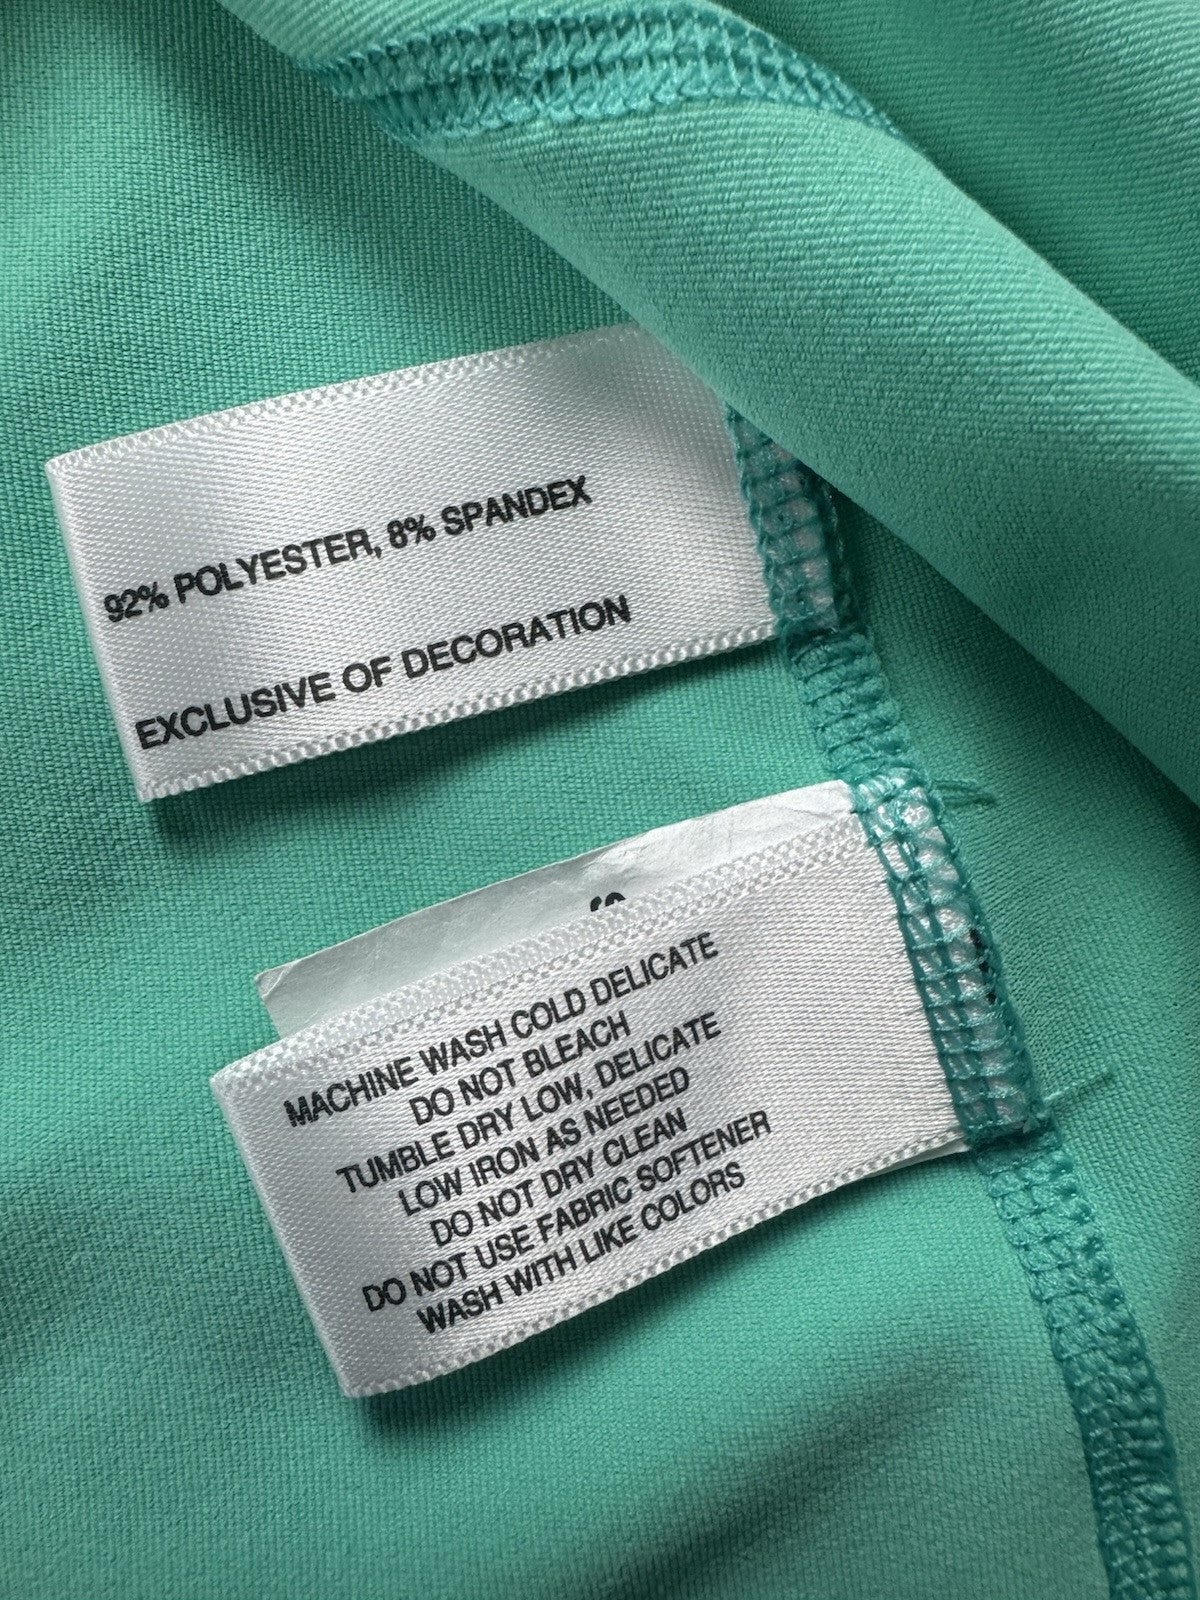 92% POLYESTER, 8% SPANDEX
EXCLUSIVE OF DECORATION
MACHINE WASH COLD DELICATE
DO NOT BLEACH
TUMBLE DRY LOW, DELICATE
LOW IRON AS NEEDED
DO NOT DRY CLEAN
DO NOT USE FABRIC SOFTENER
WASH WITH LIKE COLORS